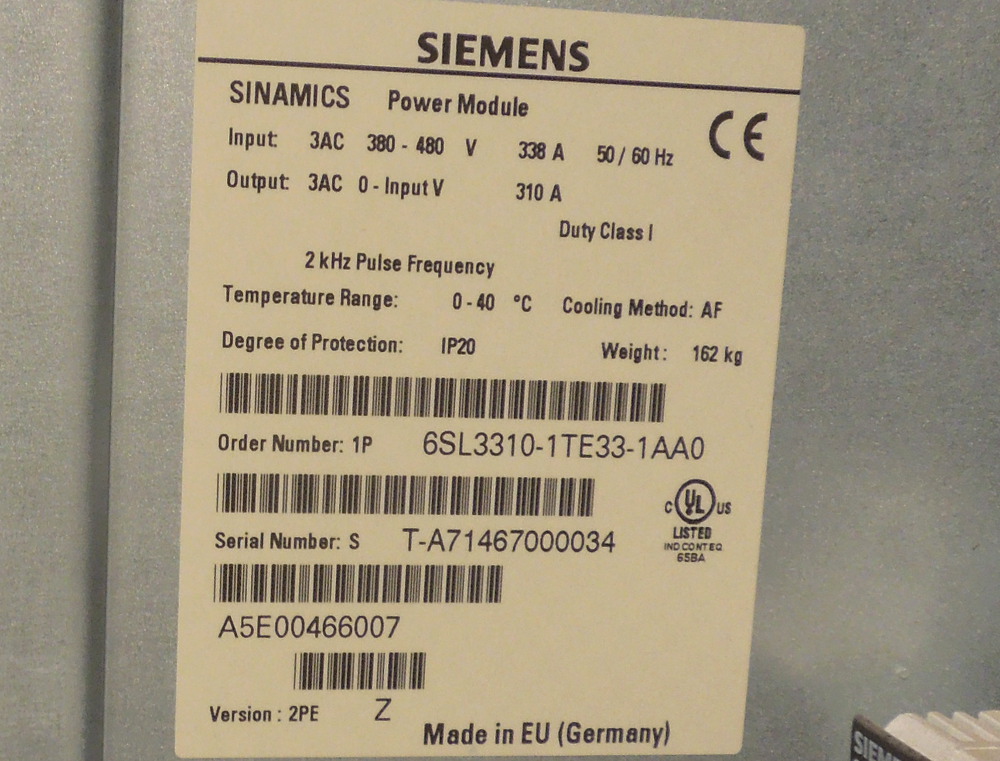 SIEMENS
SINAMICS Power Module
Input: 3AC 380 - 480 V 338 A 50 / 60 Hz
CE
Output: 3AC 0 - Input V 310 A
Duty Class I
2 kHz Pulse Frequency
Temperature Range: 0 - 40 °C Cooling Method: AF
Degree of Protection: IP20 Weight: 162 kg
Order Number: 1P 6SL3310-1TE33-1AA0
Serial Number: S T-A71467000034
C UL US
LISTED
IND CONT EQ
65BA
A5E00466007
Version : 2PE Z
Made in EU (Germany)
SIEM